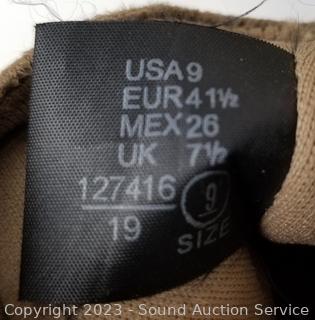 USA 9
EUR 41½
MEX 26
UK 7½
127416
19
9
SIZE
Copyright © 2023 - Sound Auction Service